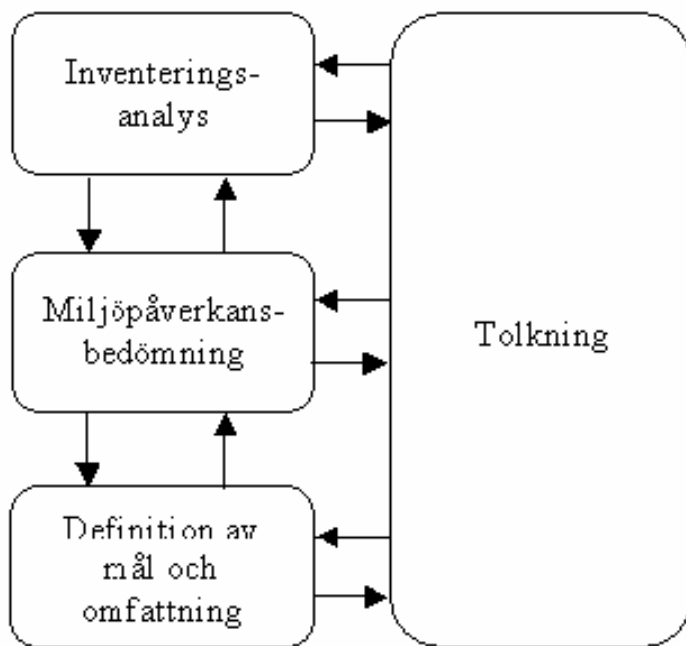 Inventerings-
analys
Miljöpåverkans-
bedömning
Tolkning
Definition av
mål och
omfattning